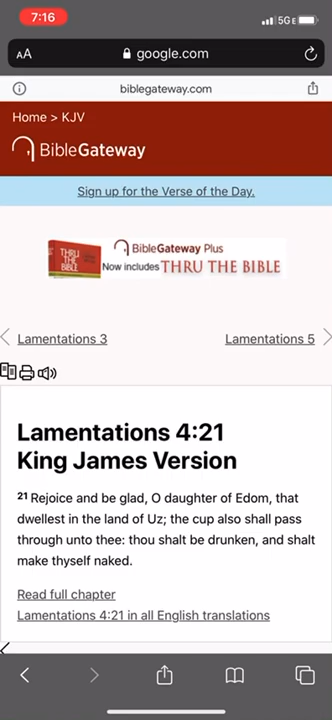 7:16
5GE
AA
google.com
biblegateway.com
Home > KJV
BibleGateway
Sign up for the Verse of the Day.
THRU THE BIBLE
BibleGateway Plus
Now includes THRU THE BIBLE
Lamentations 3
Lamentations 5
Lamentations 4:21
King James Version
21 Rejoice and be glad, O daughter of Edom, that
dwellest in the land of Uz; the cup also shall pass
through unto thee: thou shalt be drunken, and shalt
make thyself naked.
Read full chapter
Lamentations 4:21 in all English translations